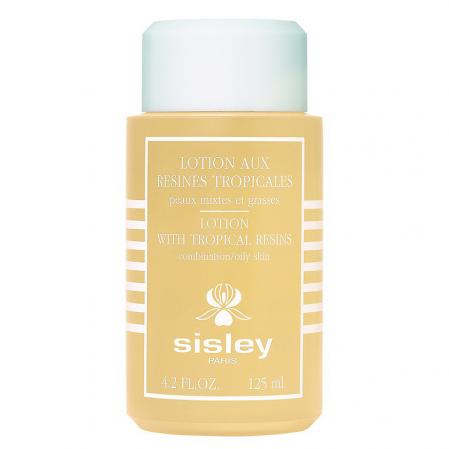 LOTION AUX
RESINES TROPICALES
peaux mixtes et grasses
LOTION
WITH TROPICAL RESINS
combination/oily skin
sisley
PARIS
4.2 FL.OZ. 125 ml